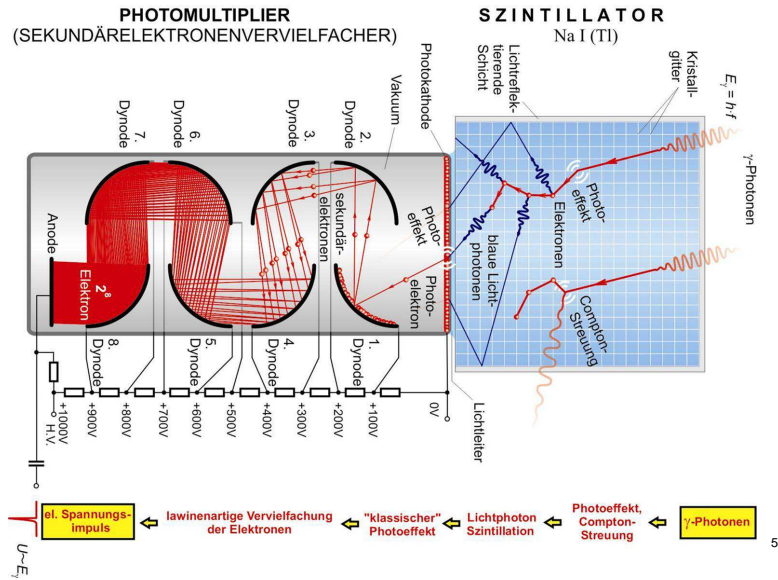 PHOTOMULTIPLIER
(SEKUNDÄRELEKTRONENVERVIELFACHER)
SZINTILLATOR
Na I (Tl)
7.
Dynode
6.
Dynode
3.
Dynode
2.
Dynode
Vakuum
Photokathode
Lichtreflek-
tierende
Schicht
Kristall-
gitter
Eγ = h·f
γ-Photonen
Anode
2⁸
Elektron
sekundär-
elektronen
Photo-
effekt
Photo-
elektron
blaue Licht-
photonen
Elektronen
Photo-
effekt
Compton-
Streuung
8.
Dynode
5.
Dynode
4.
Dynode
1.
Dynode
Lichtleiter
H.V.
+1000V
+900V
+800V
+700V
+600V
+500V
+400V
+300V
+200V
+100V
0V
U~Eγ
el. Spannungs-
impuls
lawinenartige Vervielfachung
der Elektronen
"klassischer"
Photoeffekt
Lichtphoton
Szintillation
Photoeffekt,
Compton-
Streuung
γ-Photonen
5